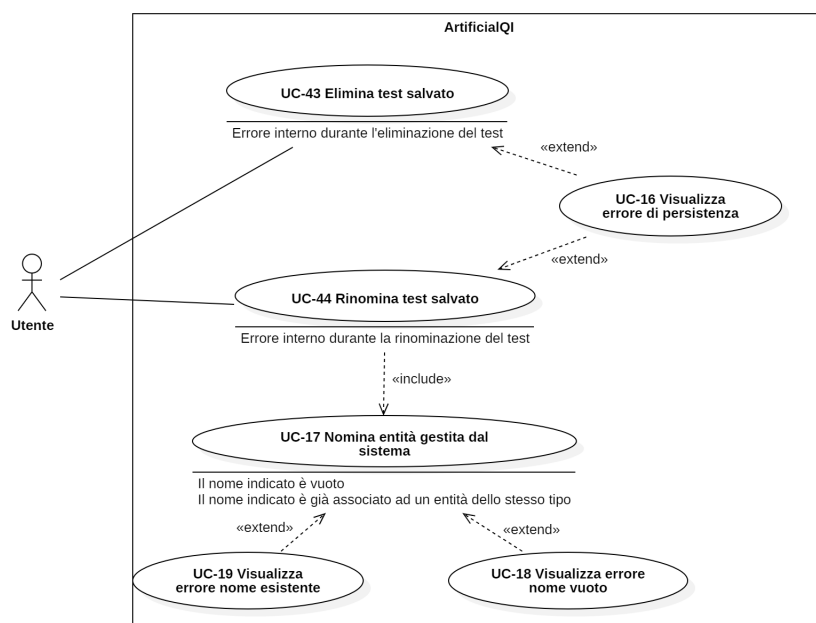 ArtificialQI
UC-43 Elimina test salvato
Errore interno durante l'eliminazione del test
«extend»
UC-16 Visualizza
errore di persistenza
«extend»
Utente
UC-44 Rinomina test salvato
Errore interno durante la rinominazione del test
«include»
UC-17 Nomina entità gestita dal
sistema
Il nome indicato è vuoto
Il nome indicato è già associato ad un entità dello stesso tipo
«extend»
«extend»
UC-19 Visualizza
errore nome esistente
UC-18 Visualizza errore
nome vuoto